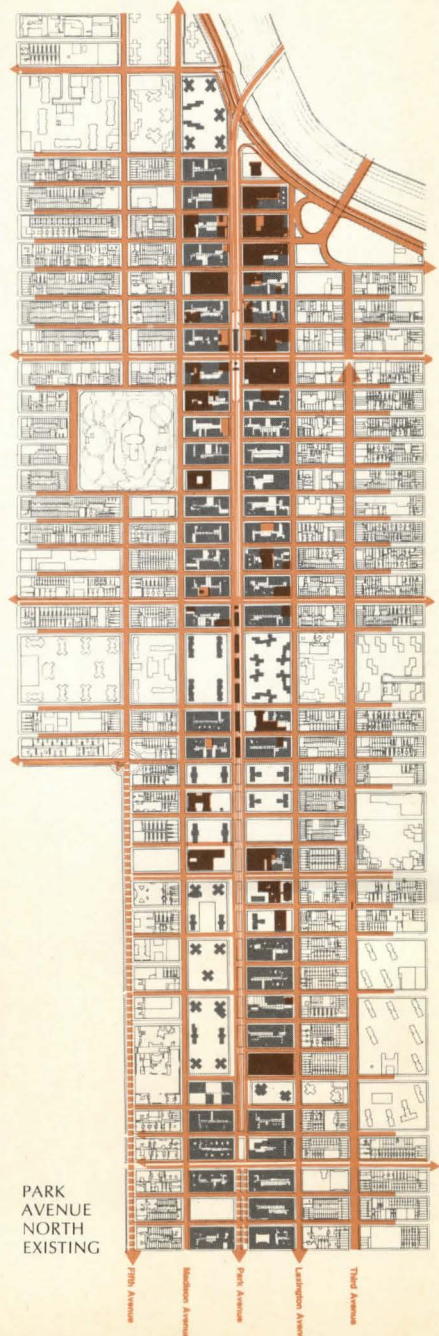 PARK
AVENUE
NORTH
EXISTING
Fifth Avenue
Madison Avenue
Park Avenue
Lexington Avenue
Third Avenue